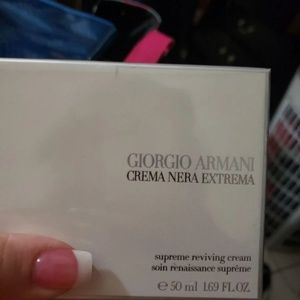 GIORGIO ARMANI
CREMA NERA EXTREMA
supreme reviving cream
soin renaissance suprême
℮ 50 ml 1.69 FL.OZ